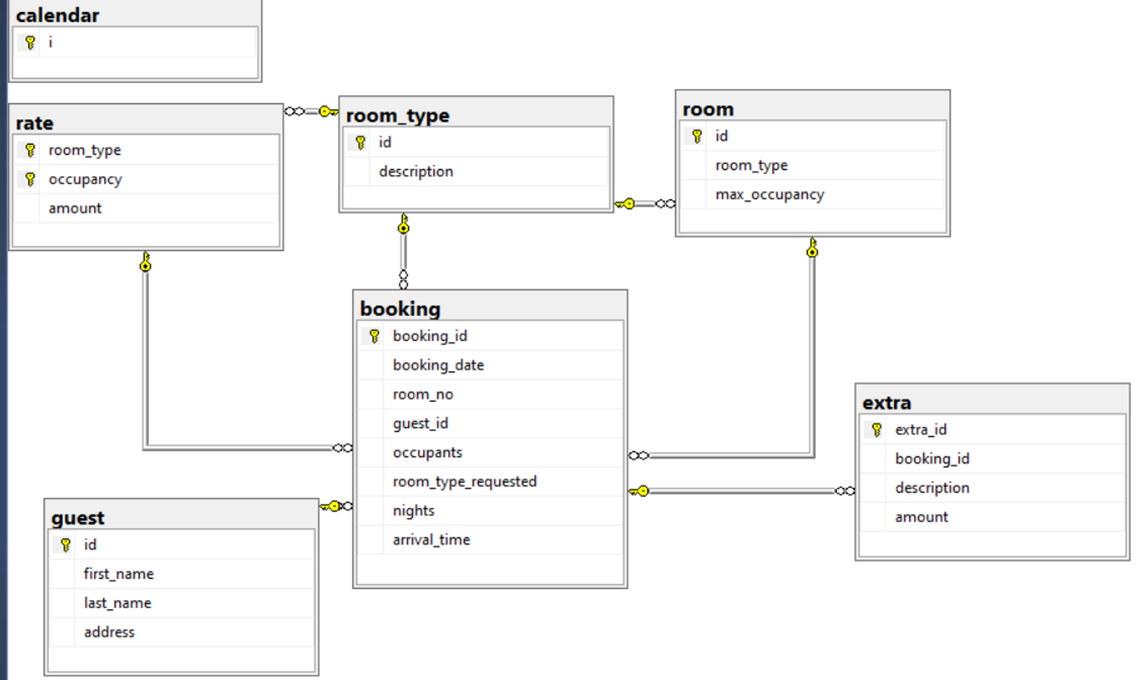 calendar
i
rate
room_type
occupancy
amount
room_type
id
description
room
id
room_type
max_occupancy
booking
booking_id
booking_date
room_no
guest_id
occupants
room_type_requested
nights
arrival_time
extra
extra_id
booking_id
description
amount
guest
id
first_name
last_name
address